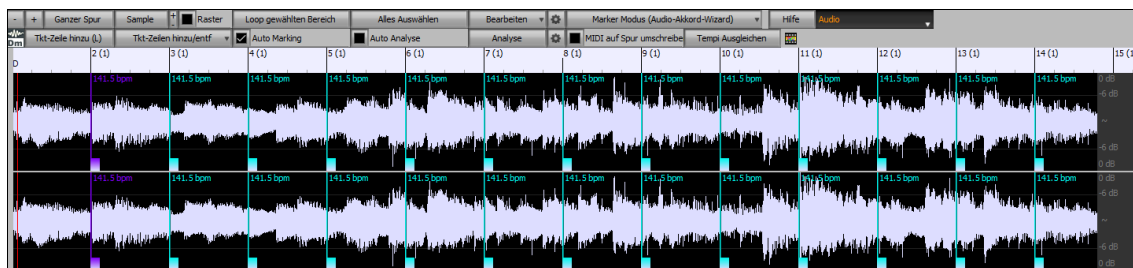 - + Ganzer Spur Sample + - Raster Loop gewählten Bereich Alles Auswählen Bearbeiten Marker Modus (Audio-Akkord-Wizard) Hilfe Audo
Dm Tkt-Zeile hinzu (L) Tkt-Zeilen hinzu/entf Auto Marking Auto Analyse Analyse MIDI auf Spur umschreibe Tempi Ausgleichen
2 (1) 3 (1) 4 (1) 5 (1) 6 (1) 7 (1) 8 (1) 9 (1) 10 (1) 11 (1) 12 (1) 13 (1) 14 (1) 15 (1
D
141.5 bpm 141.5 bpm 141.5 bpm 141.5 bpm 141.5 bpm 141.5 bpm 141.5 bpm 141.5 bpm 141.5 bpm 141.5 bpm 141.5 bpm 141.5 bpm 141.5 bpm 0 dB
-6 dB
~
-6 dB
0 dB
141.5 bpm 141.5 bpm 141.5 bpm 141.5 bpm 141.5 bpm 141.5 bpm 141.5 bpm 141.5 bpm 141.5 bpm 141.5 bpm 141.5 bpm 141.5 bpm 141.5 bpm 0 dB
-6 dB
~
-6 dB
0 dB